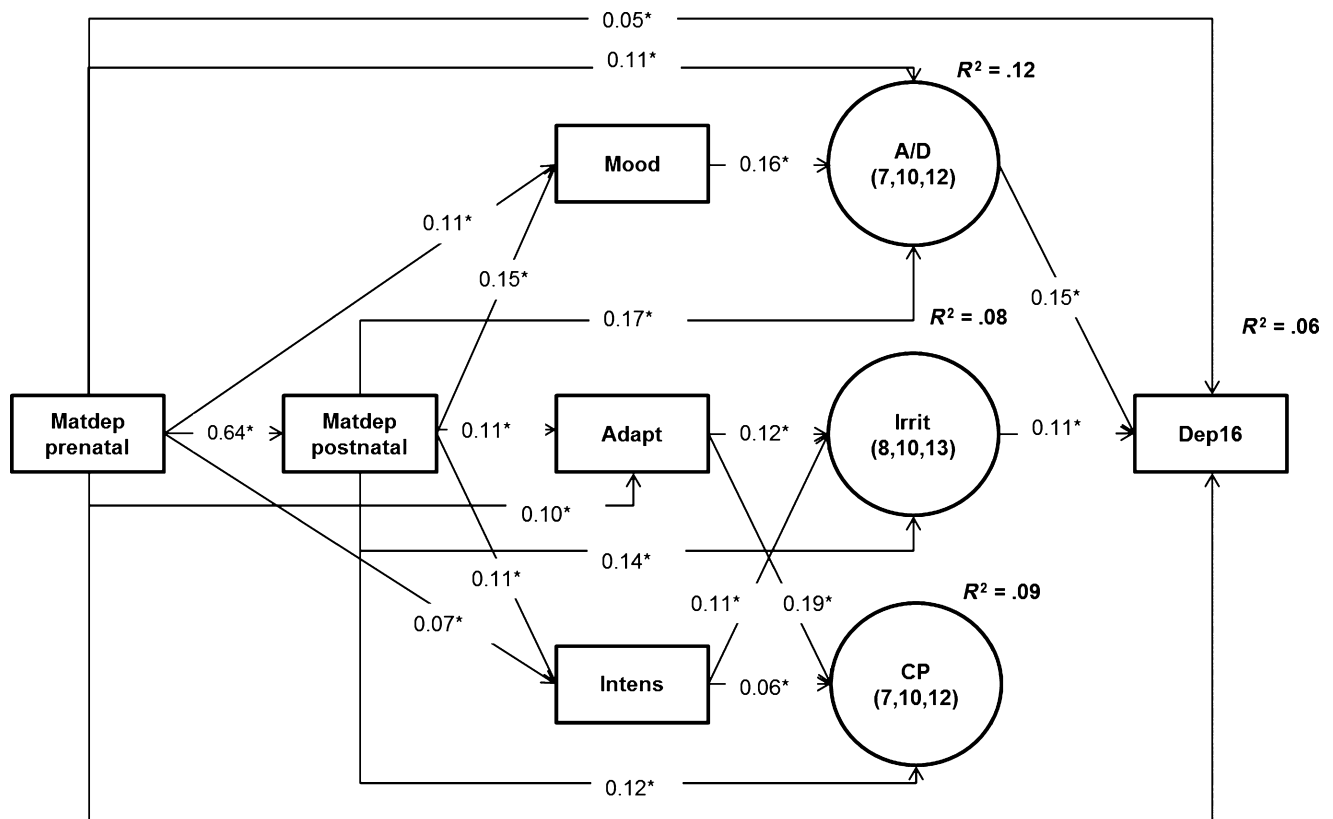 0.05*
0.11*
R² = .12
Mood
0.16*
A/D
(7,10,12)
0.11*
0.15*
0.15*
0.17*
R² = .08
R² = .06
Matdep
prenatal
0.64*
Matdep
postnatal
0.11*
Adapt
0.12*
Irrit
(8,10,13)
0.11*
Dep16
0.10*
0.14*
0.11*
0.11*
0.19*
R² = .09
0.07*
Intens
0.06*
CP
(7,10,12)
0.12*